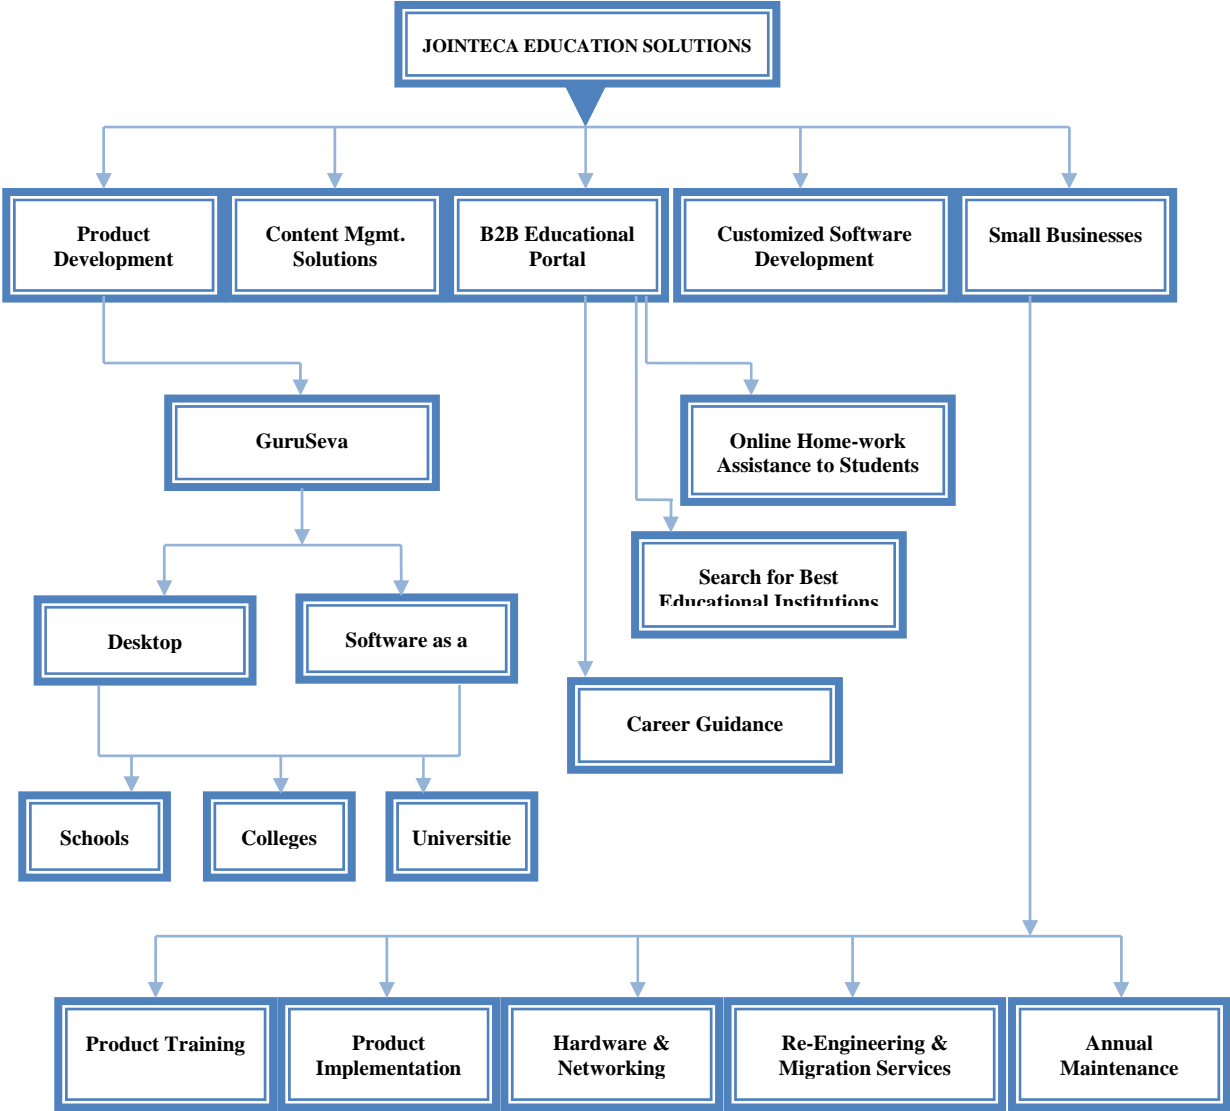 JOINTECA EDUCATION SOLUTIONS
Product
Development
Content Mgmt.
Solutions
B2B Educational
Portal
Customized Software
Development
Small Businesses
GuruSeva
Online Home-work
Assistance to Students
Search for Best
Educational Institutions
Desktop
Software as a
Career Guidance
Schools
Colleges
Universitie
Product Training
Product
Implementation
Hardware &
Networking
Re-Engineering &
Migration Services
Annual
Maintenance